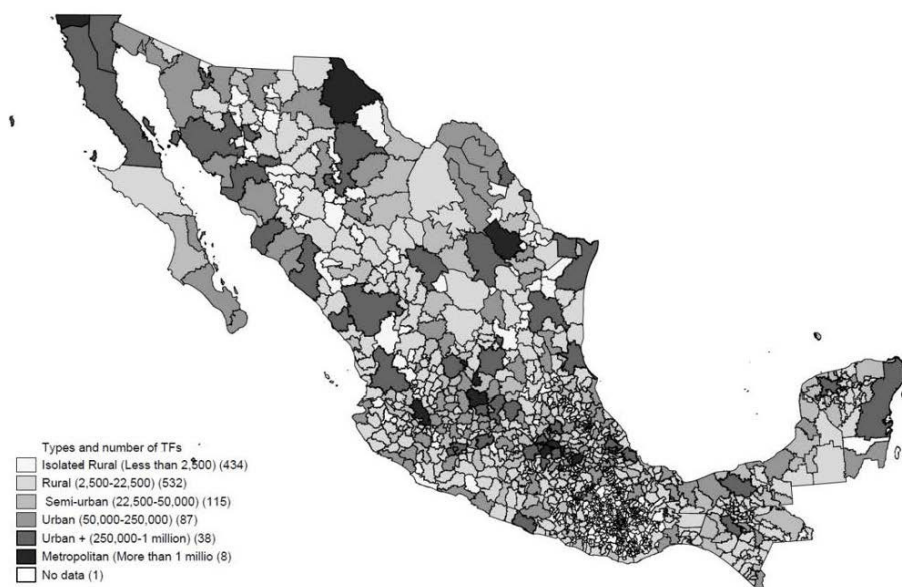 Types and number of TFs
Isolated Rural (Less than 2,500) (434)
Rural (2,500-22,500) (532)
Semi-urban (22,500-50,000) (115)
Urban (50,000-250,000) (87)
Urban + (250,000-1 million) (38)
Metropolitan (More than 1 millio (8)
No data (1)